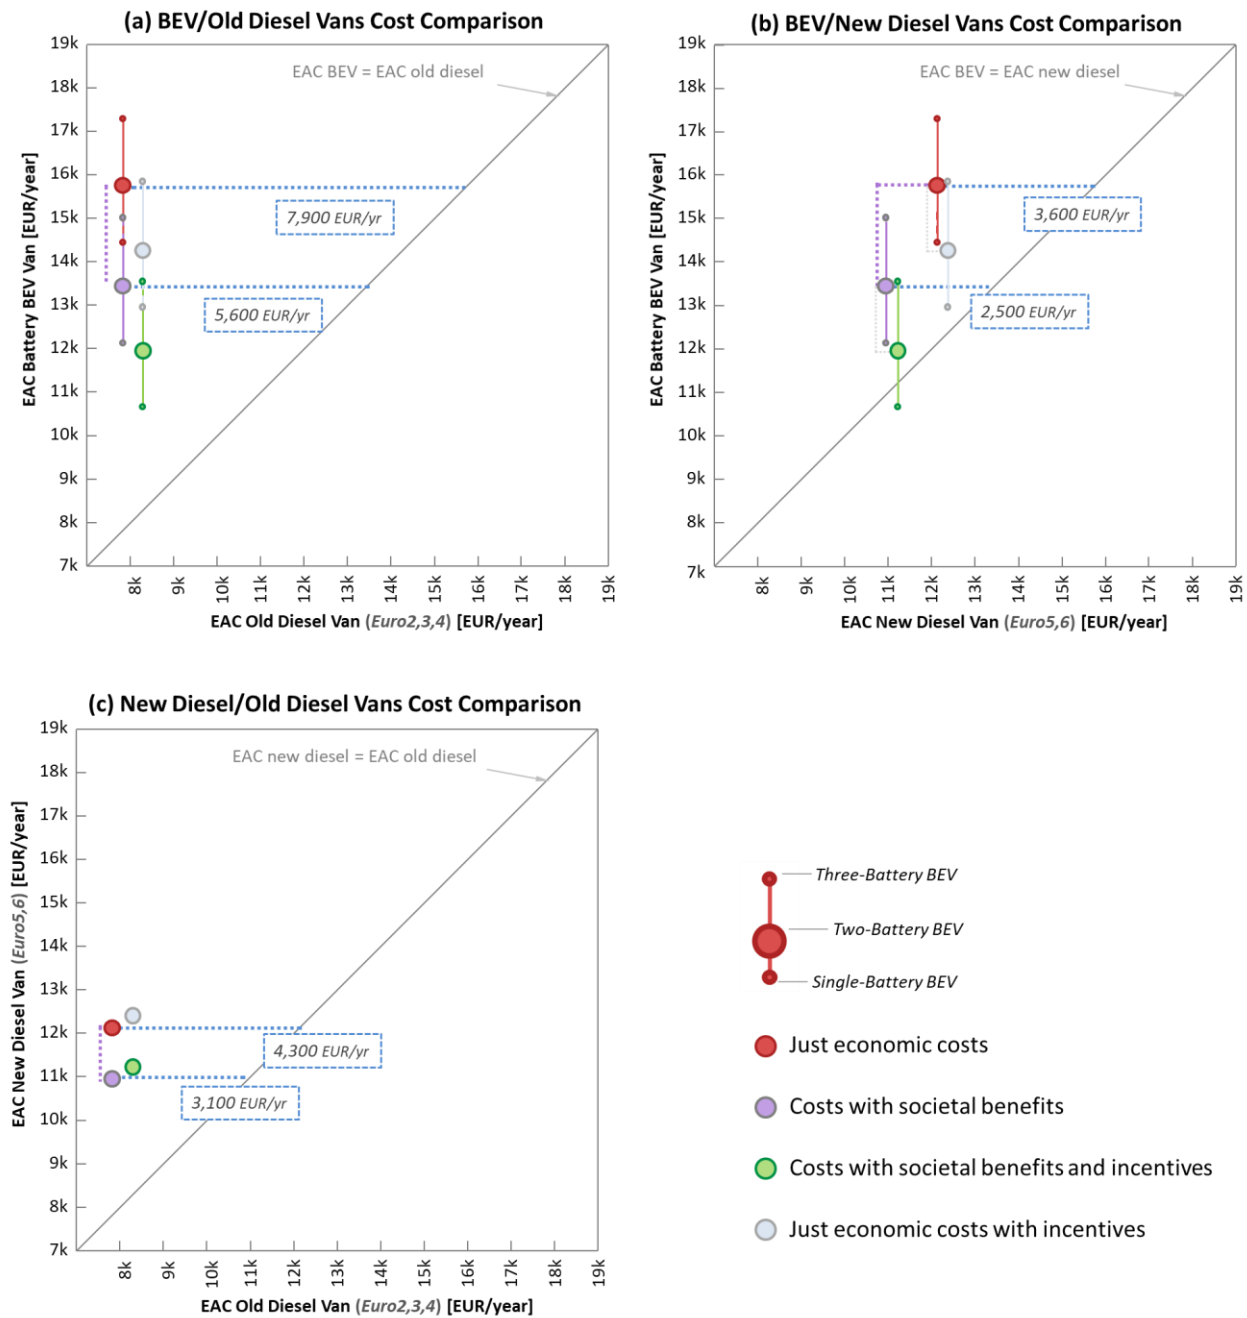 (a) BEV/Old Diesel Vans Cost Comparison
19k
18k
17k
16k
15k
14k
13k
12k
11k
10k
9k
8k
7k
EAC Battery BEV Van [EUR/year]
EAC BEV = EAC old diesel
7,900 EUR/yr
5,600 EUR/yr
8k
9k
10k
11k
12k
13k
14k
15k
16k
17k
18k
19k
EAC Old Diesel Van (Euro2,3,4) [EUR/year]
(b) BEV/New Diesel Vans Cost Comparison
19k
18k
17k
16k
15k
14k
13k
12k
11k
10k
9k
8k
7k
EAC Battery BEV Van [EUR/year]
EAC BEV = EAC new diesel
3,600 EUR/yr
2,500 EUR/yr
8k
9k
10k
11k
12k
13k
14k
15k
16k
17k
18k
19k
EAC New Diesel Van (Euro5,6) [EUR/year]
(c) New Diesel/Old Diesel Vans Cost Comparison
19k
18k
17k
16k
15k
14k
13k
12k
11k
10k
9k
8k
7k
EAC New Diesel Van (Euro5,6) [EUR/year]
EAC new diesel = EAC old diesel
4,300 EUR/yr
3,100 EUR/yr
8k
9k
10k
11k
12k
13k
14k
15k
16k
17k
18k
19k
EAC Old Diesel Van (Euro2,3,4) [EUR/year]
Three-Battery BEV
Two-Battery BEV
Single-Battery BEV
Just economic costs
Costs with societal benefits
Costs with societal benefits and incentives
Just economic costs with incentives